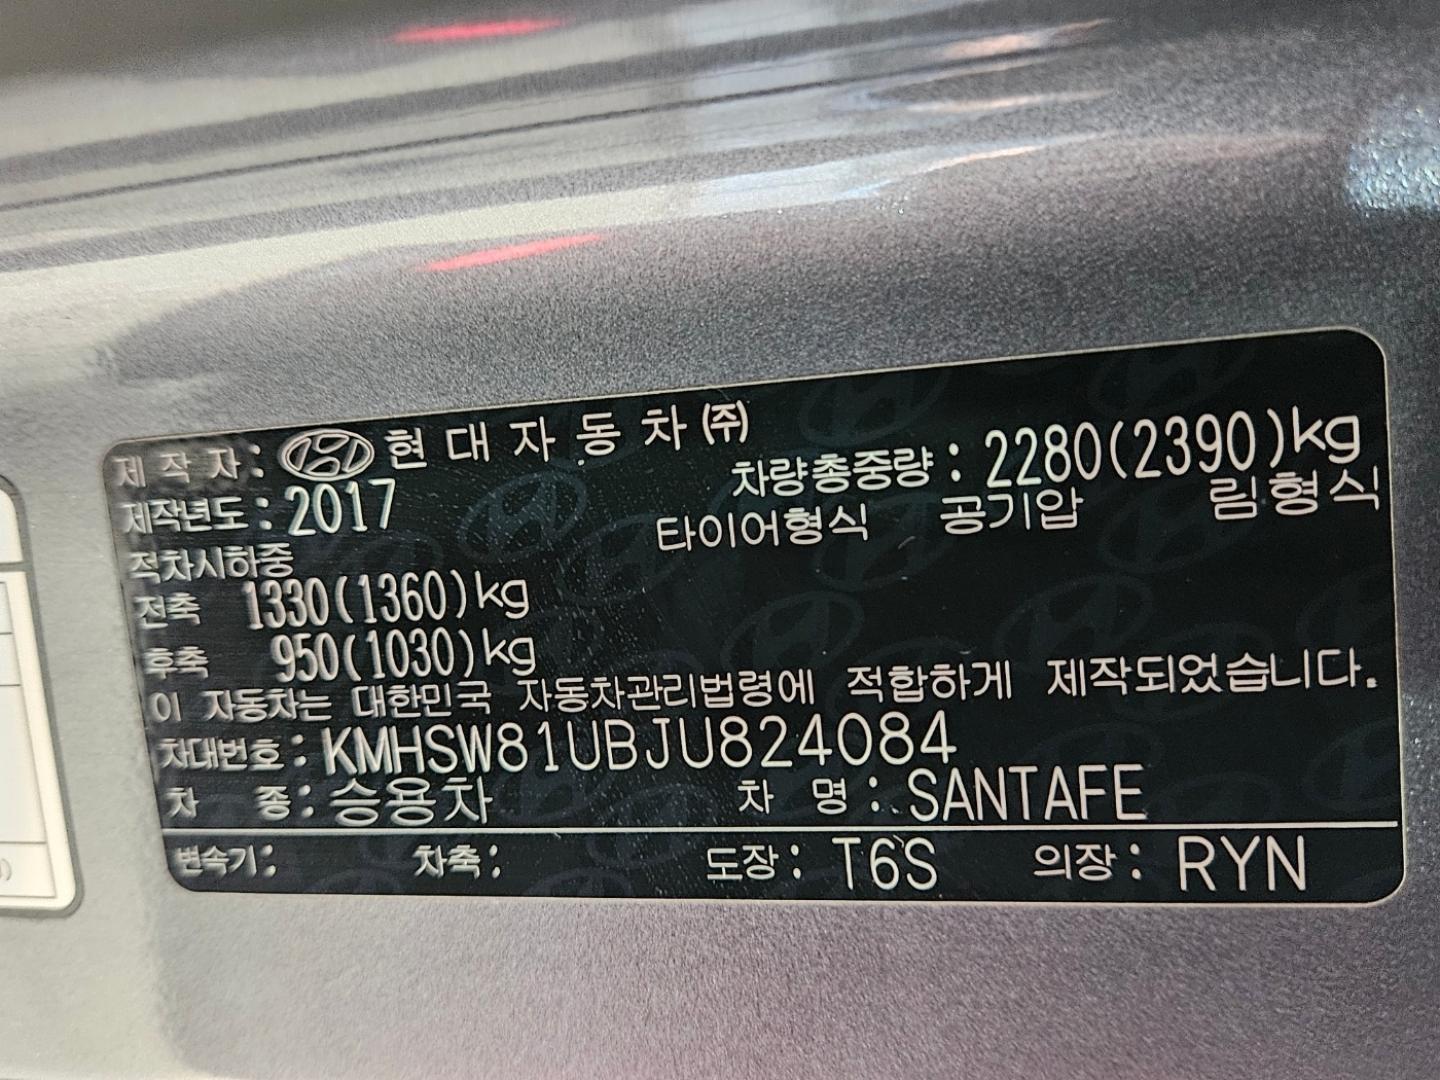 제 작 자 : 현 대 자 동 차 (주)
제작년도 : 2017 차량총중량 : 2280(2390)kg
적차시하중 타이어형식 공기압 림형식
전축 1330(1360)kg
후축 950(1030)kg
이 자동차는 대한민국 자동차관리법령에 적합하게 제작되었습니다.
차대번호 : KMHSW81UBJU824084
차 종 : 승용차 차 명 : SANTAFE
변속기 : 차축 : 도장 : T6S 의장 : RYN